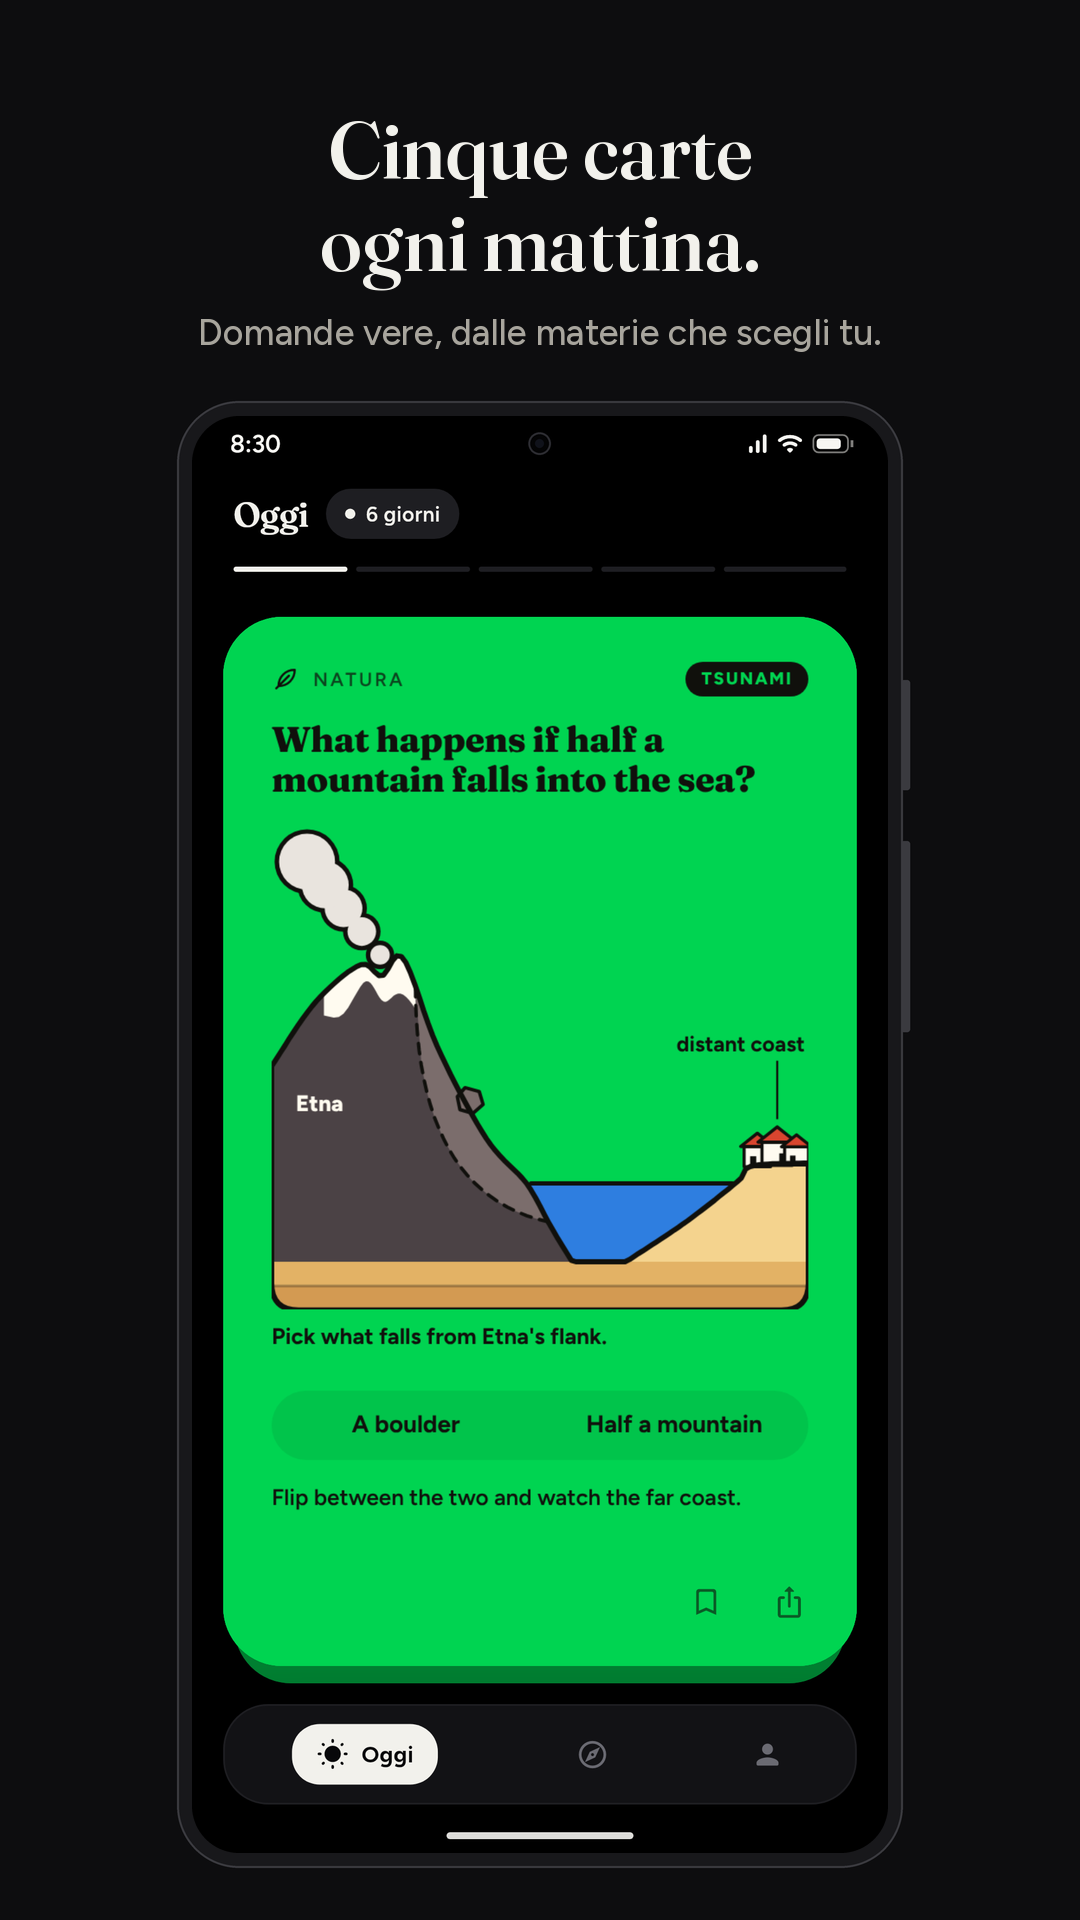 Cinque carte
ogni mattina.
Domande vere, dalle materie che scegli tu.
8:30
Oggi
6 giorni
NATURA
TSUNAMI
What happens if half a
mountain falls into the sea?
distant coast
Etna
Pick what falls from Etna's flank.
A boulder
Half a mountain
Flip between the two and watch the far coast.
Oggi